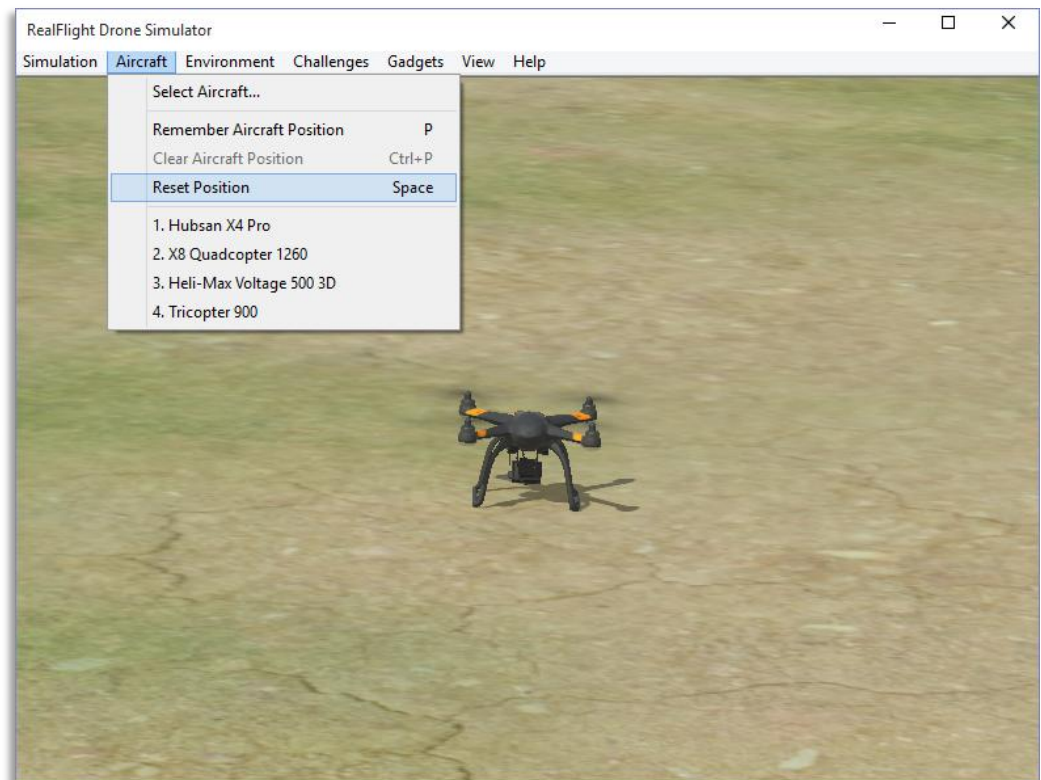 RealFlight Drone Simulator
Simulation Aircraft Environment Challenges Gadgets View Help
Select Aircraft...
Remember Aircraft Position P
Clear Aircraft Position Ctrl+P
Reset Position Space
1. Hubsan X4 Pro
2. X8 Quadcopter 1260
3. Heli-Max Voltage 500 3D
4. Tricopter 900